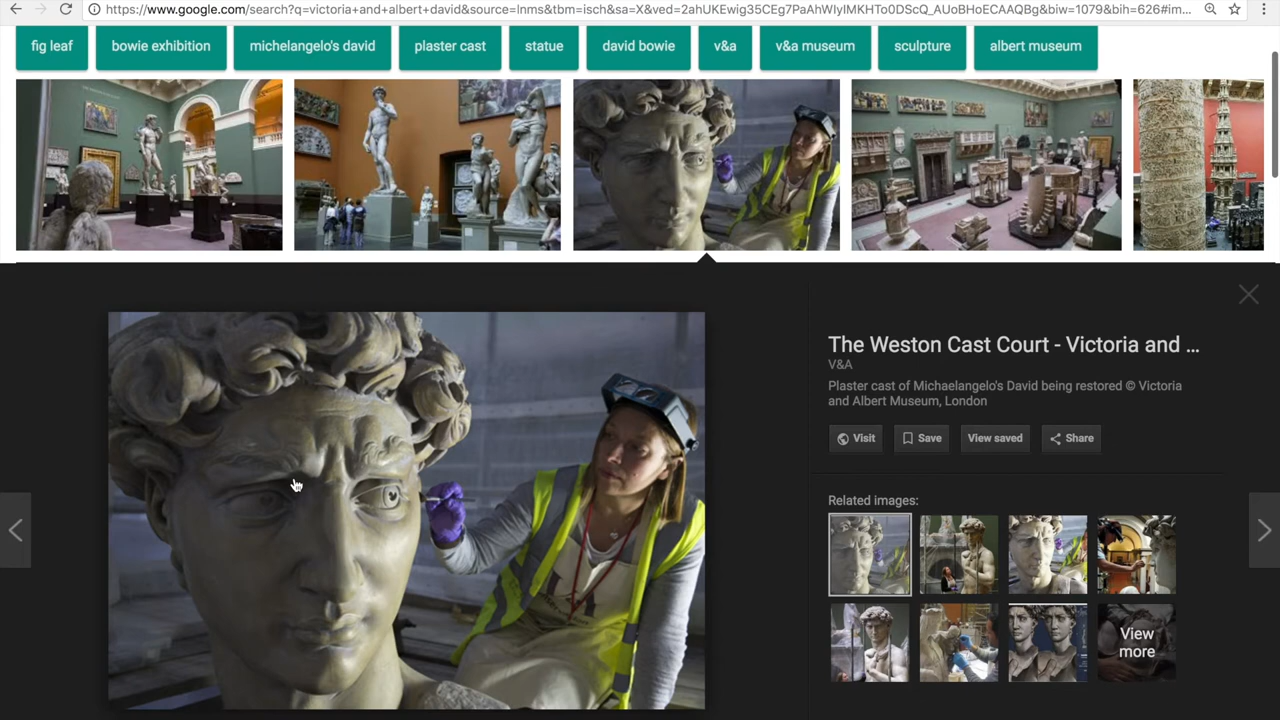 https://www.google.com/search?q=victoria+and+albert+david&source=lnms&tbm=isch&sa=X&ved=2ahUKEwig35CEg7PaAhWIyIMKHTo0DScQ_AUoBHoECAAQBg&biw=1079&bih=626#im...
fig leaf bowie exhibition michelangelo's david plaster cast statue david bowie v&a v&a museum sculpture albert museum
The Weston Cast Court - Victoria and ...
V&A
Plaster cast of Michaelangelo's David being restored © Victoria
and Albert Museum, London
Visit Save View saved Share
Related images:
View
more